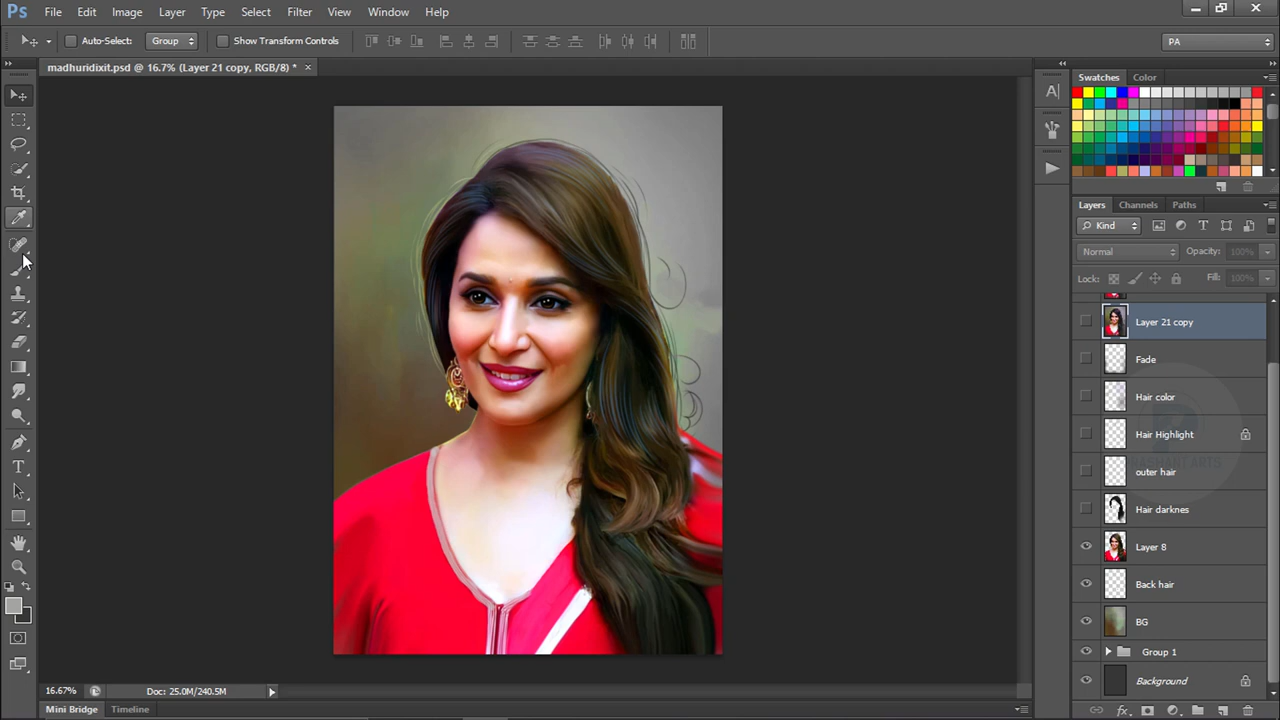 Ps File Edit Image Layer Type Select Filter View Window Help
Auto-Select: Group Show Transform Controls PA
madhuridixit.psd @ 16.7% (Layer 21 copy, RGB/8) * ×
Swatches Color
Layers Channels Paths
Kind
Normal Opacity: 100%
Lock: Fill: 100%
Layer 21 copy
Fade
Hair color
Hair Highlight
outer hair
Hair darknes
Layer 8
Back hair
BG
Group 1
Background
16.67% Doc: 25.0M/240.5M
Mini Bridge Timeline